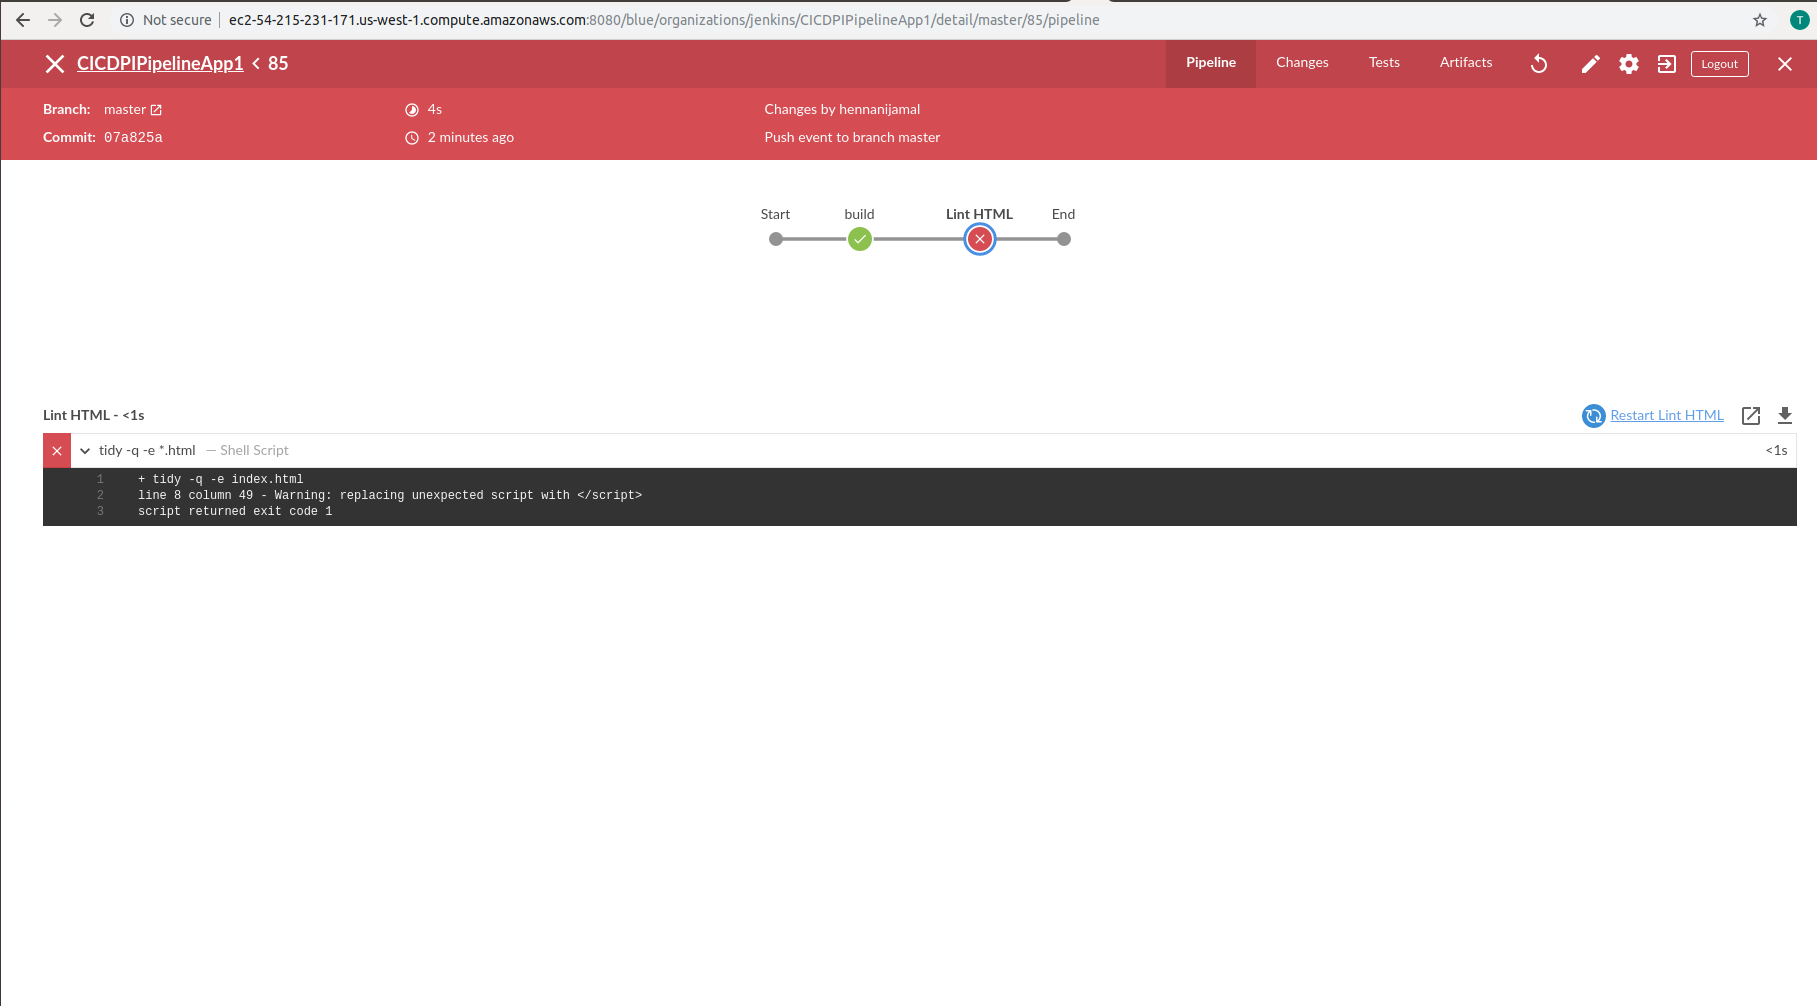 Not secure ec2-54-215-231-171.us-west-1.compute.amazonaws.com:8080/blue/organizations/jenkins/CICDPIPipelineApp1/detail/master/85/pipeline T
CICDPIPipelineApp1 < 85 Pipeline Changes Tests Artifacts Logout
Branch: master 4s Changes by hennanijamal
Commit: 07a825a 2 minutes ago Push event to branch master
Start build Lint HTML End
Lint HTML - <1s Restart Lint HTML
tidy -q -e *.html — Shell Script <1s
1 + tidy -q -e index.html
2 line 8 column 49 - Warning: replacing unexpected script with </script>
3 script returned exit code 1